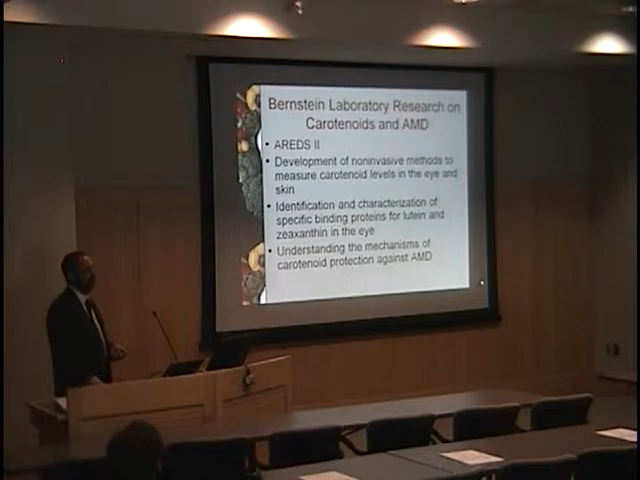 Bernstein Laboratory Research on
Carotenoids and AMD
• AREDS II
• Development of noninvasive methods to
measure carotenoid levels in the eye and
skin
• Identification and characterization of
specific binding proteins for lutein and
zeaxanthin in the eye
• Understanding the mechanisms of
carotenoid protection against AMD